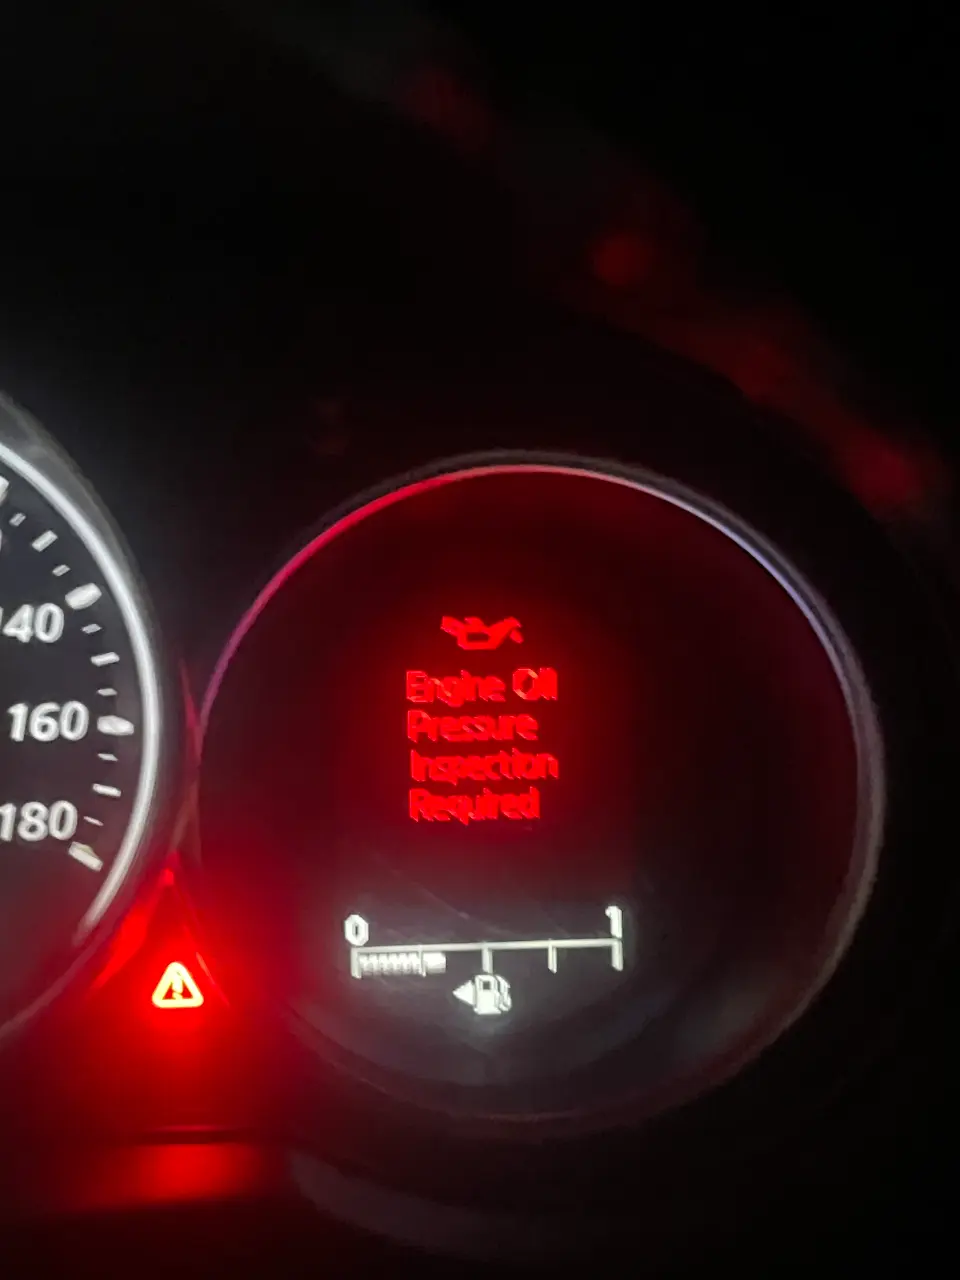 140
160
180
Engine Oil
Pressure
Inspection
Required
0 1